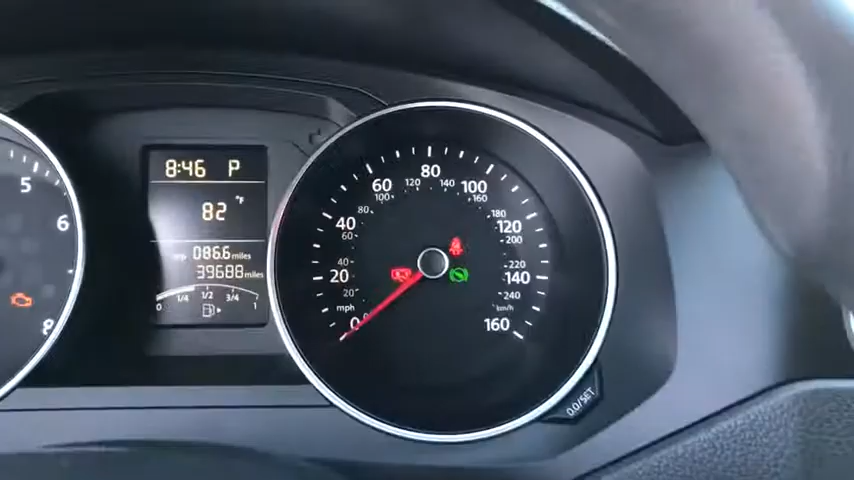 5
6
8
8:46 P
82 °F
trip 086.6 miles
39688 miles
0 1/4 1/2 3/4 1
0 20 40 60 80 100 120 140 160
mph
20 40 60 80 100 120 140 160 180 200 220 240
km/h
0.0/SET